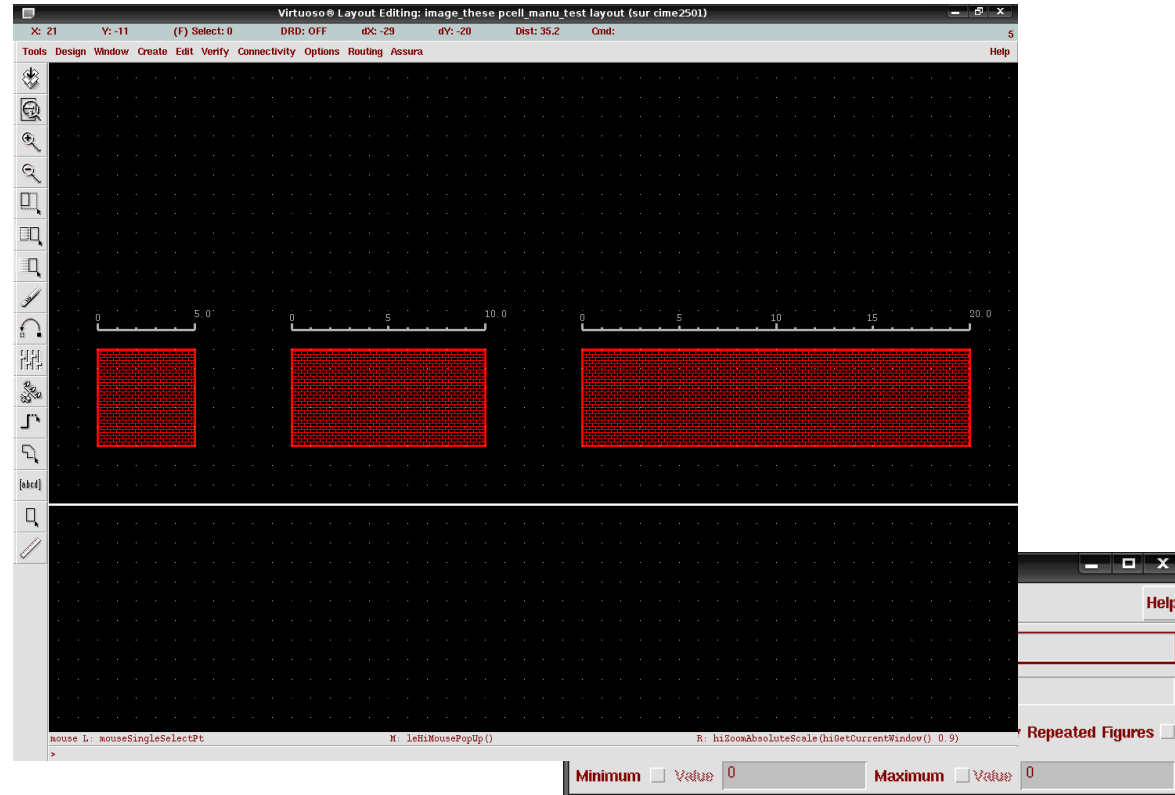 Virtuoso® Layout Editing: image_these pcell_manu_test layout (sur cime2501)
X: 21 Y: -11 (F) Select: 0 DRD: OFF dX: -29 dY: -20 Dist: 35.2 Cmd: 5
Tools Design Window Create Edit Verify Connectivity Options Routing Assura Help
0 5.0 0 5 10.0 0 5 10 15 20.0
[abcd]
Help
Repeated Figures
mouse L: mouseSingleSelectPt M: leHiMousePopUp() R: hiZoomAbsoluteScale(hiGetCurrentWindow() 0.9)
>
Minimum Value 0 Maximum Value 0